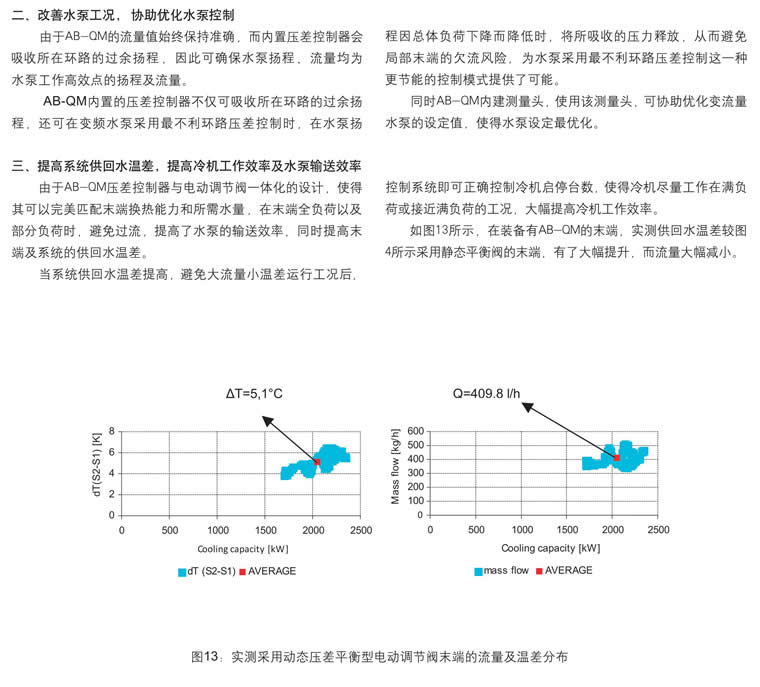 二、改善水泵工况，协助优化水泵控制
由于AB-QM的流量值始终保持准确，而内置压差控制器会
吸收所在环路的过余扬程，因此可确保水泵扬程，流量均为
水泵工作高效点的扬程及流量。
AB-QM内置的压差控制器不仅可吸收所在环路的过余扬
程，还可在变频水泵采用最不利环路压差控制时，在水泵扬
程因总体负荷下降而降低时，将所吸收的压力释放，从而避免
局部末端的欠流风险，为水泵采用最不利环路压差控制这一种
更节能的控制模式提供了可能。
同时AB-QM内建测量头，使用该测量头，可协助优化变流量
水泵的设定值，使得水泵设定最优化。
三、提高系统供回水温差，提高冷机工作效率及水泵输送效率
由于AB-QM压差控制器与电动调节阀一体化的设计，使得
其可以完美匹配末端换热能力和所需水量，在末端全负荷以及
部分负荷时，避免过流，提高了水泵的输送效率，同时提高末
端及系统的供回水温差。
当系统供回水温差提高，避免大流量小温差运行工况后，
控制系统即可正确控制冷机启停台数，使得冷机尽量工作在满负
荷或接近满负荷的工况，大幅提高冷机工作效率。
如图13所示，在装备有AB-QM的末端，实测供回水温差较图
4所示采用静态平衡阀的末端，有了大幅提升，而流量大幅减小。
ΔT=5,1°C
dT(S2-S1) [K]
8
6
4
2
0
0 500 1000 1500 2000 2500
Cooling capacity [kW]
dT (S2-S1) AVERAGE
Q=409.8 l/h
Mass flow [kg/h]
600
500
400
300
200
100
0
0 500 1000 1500 2000 2500
Cooling capacity [kW]
mass flow AVERAGE
图13：实测采用动态压差平衡型电动调节阀末端的流量及温差分布